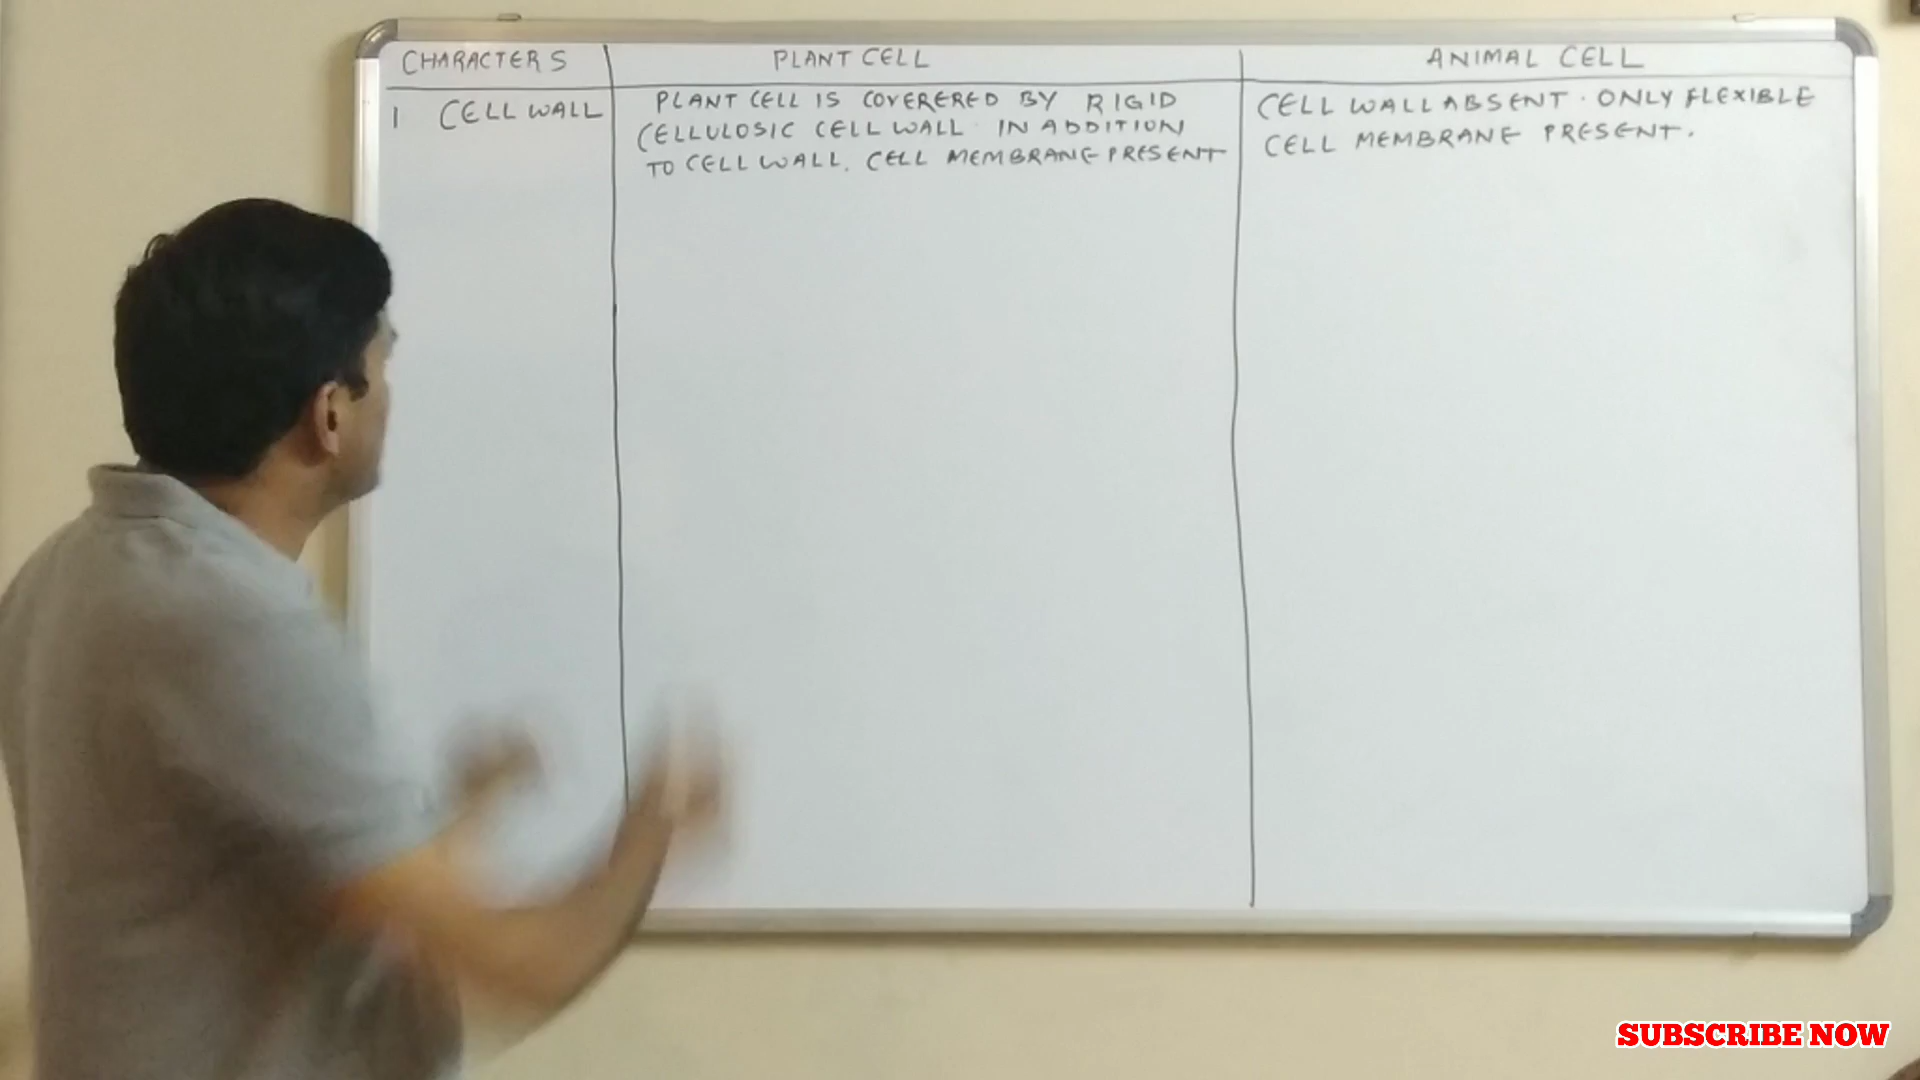 CHARACTERS PLANT CELL ANIMAL CELL
1 CELL WALL
PLANT CELL IS COVERERED BY RIGID
CELLULOSIC CELL WALL. IN ADDITION
TO CELL WALL, CELL MEMBRANE PRESENT
CELL WALL ABSENT. ONLY FLEXIBLE
CELL MEMBRANE PRESENT.
SUBSCRIBE NOW